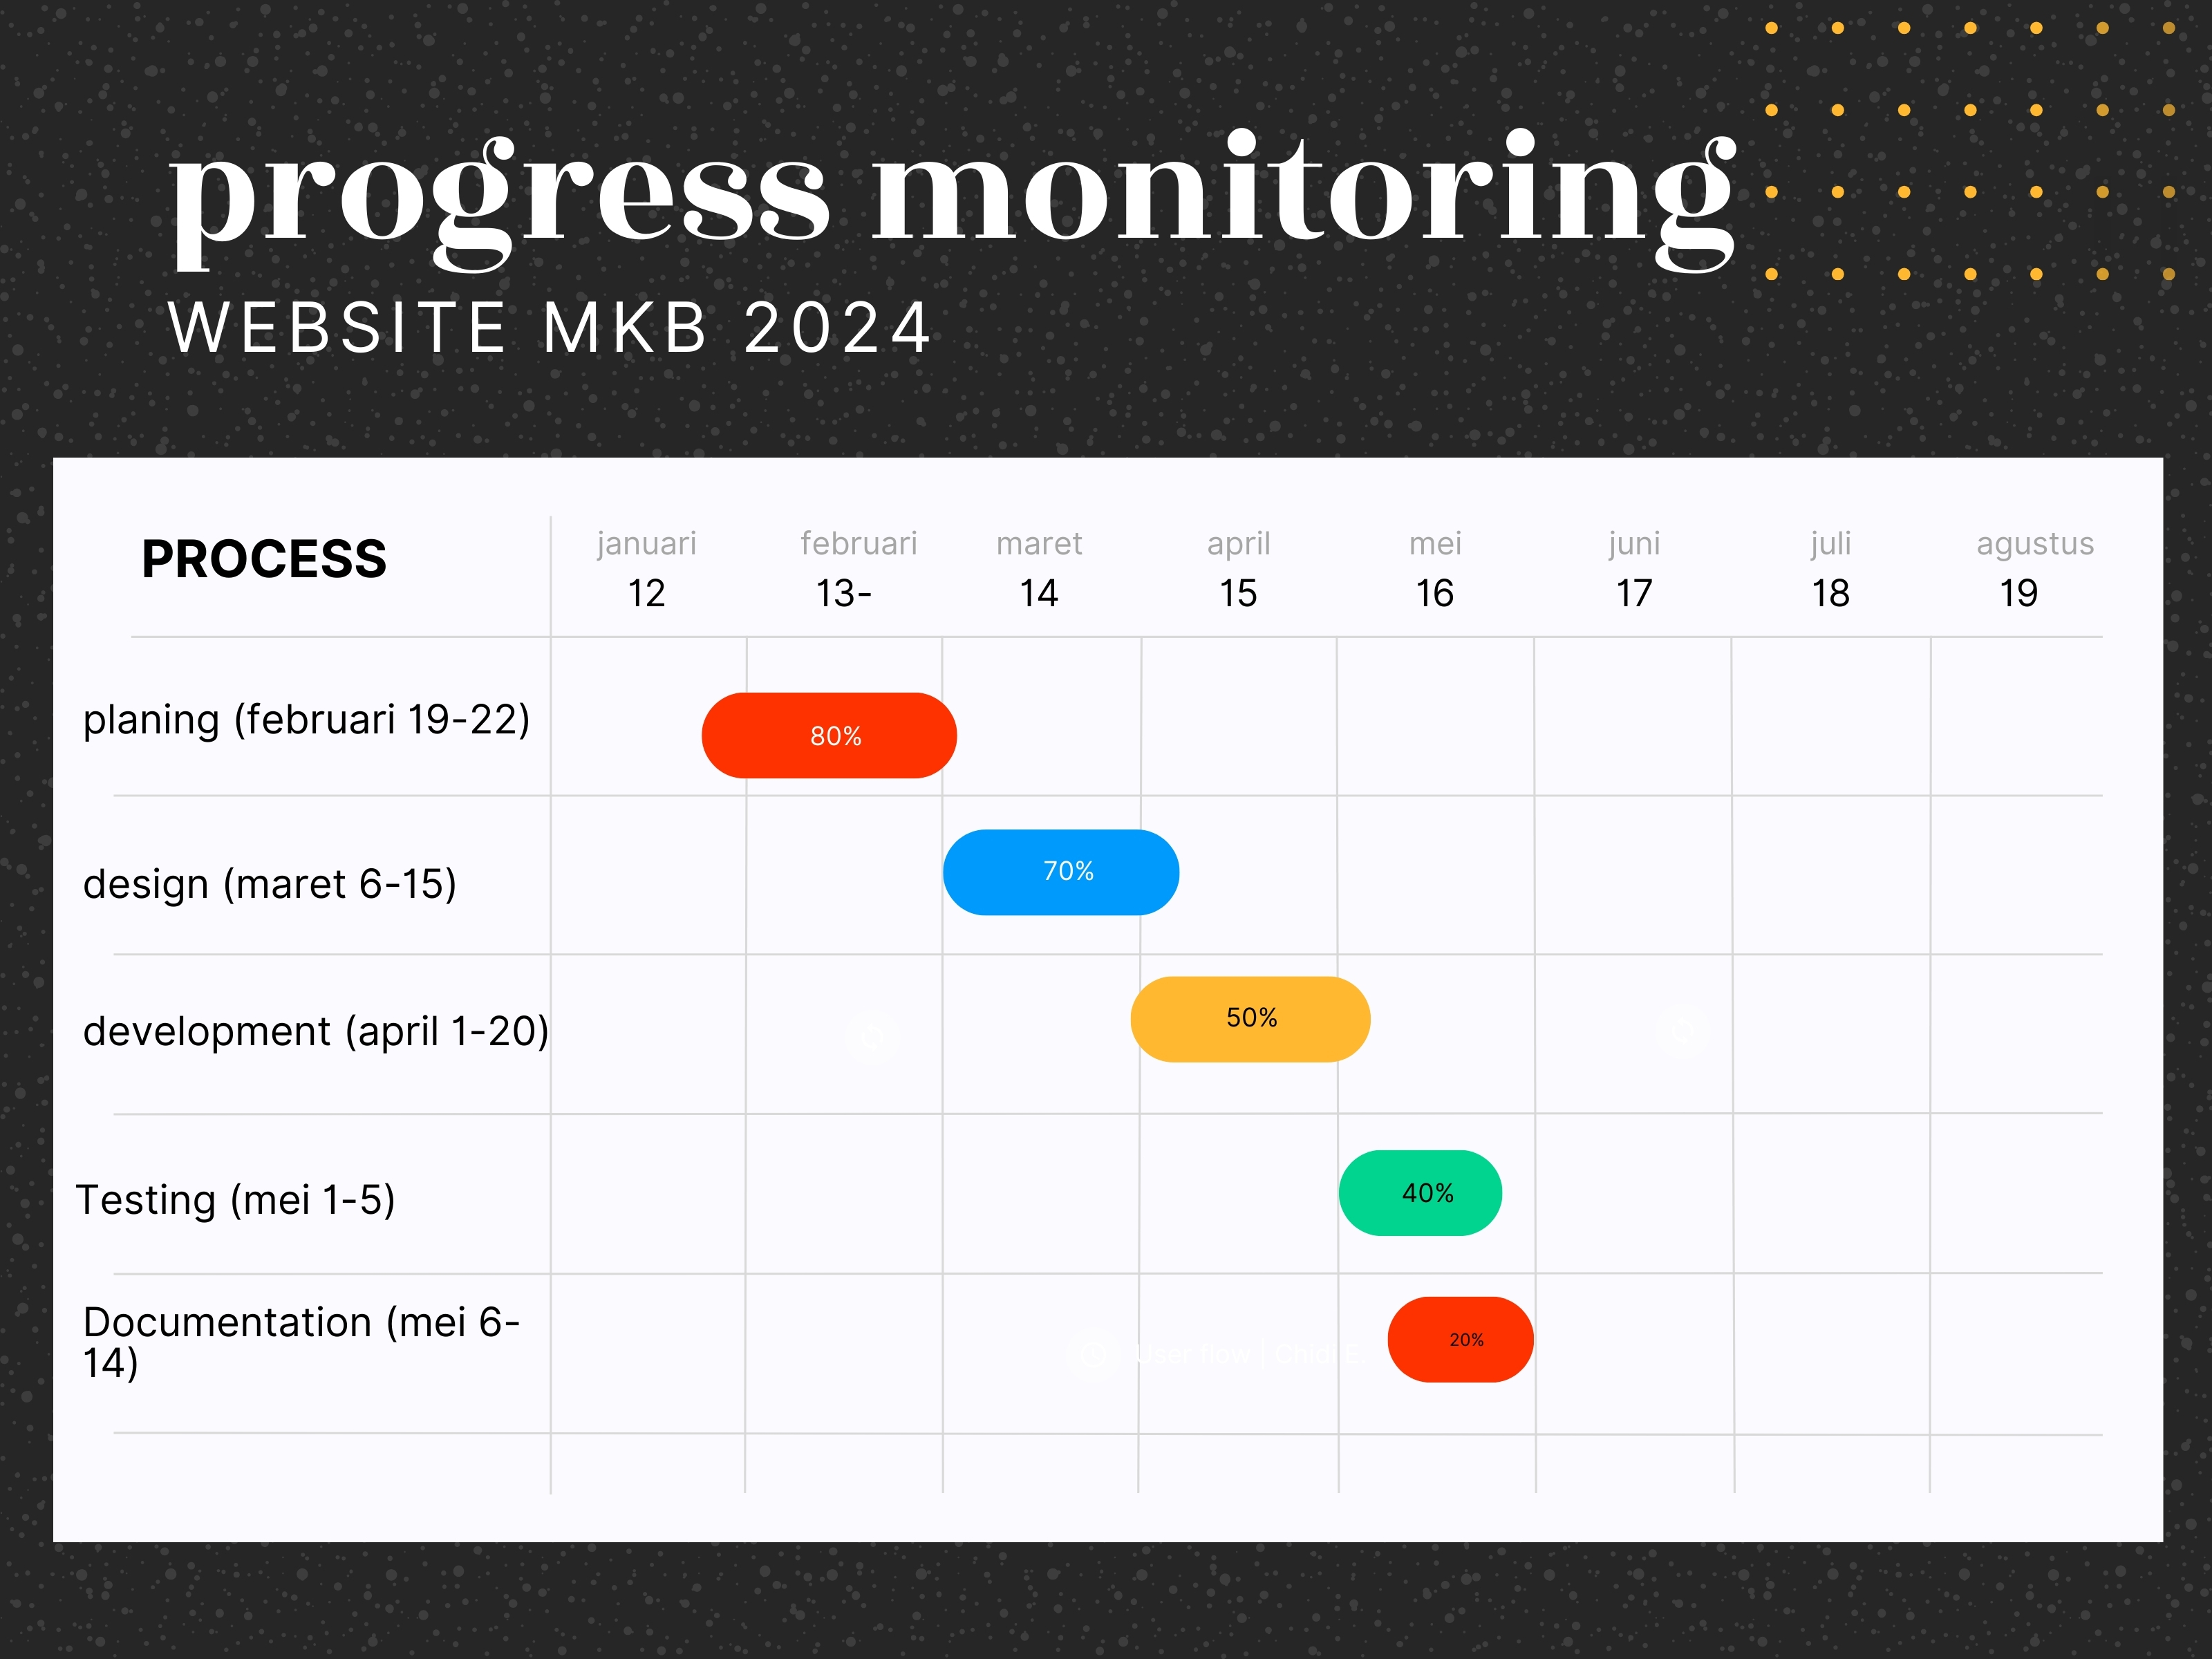 progress monitoring
WEBSITE MKB 2024
PROCESS
januari februari maret april mei juni juli agustus
12 13- 14 15 16 17 18 19
planing (februari 19-22)
80%
design (maret 6-15)
70%
development (april 1-20)
50%
Testing (mei 1-5)
40%
Documentation (mei 6-
14)
User flow
20%